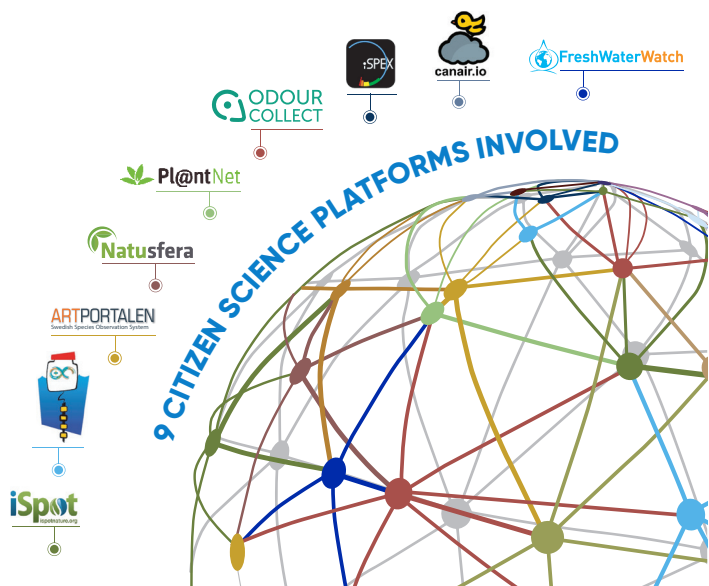 canair.io
iSPEX
FreshWaterWatch
ODOUR
COLLECT
9 CITIZEN SCIENCE PLATFORMS INVOLVED
Pl@ntNet
Natusfera
ARTPORTALEN
Swedish Species Observation System
iSpot
ispotnature.org